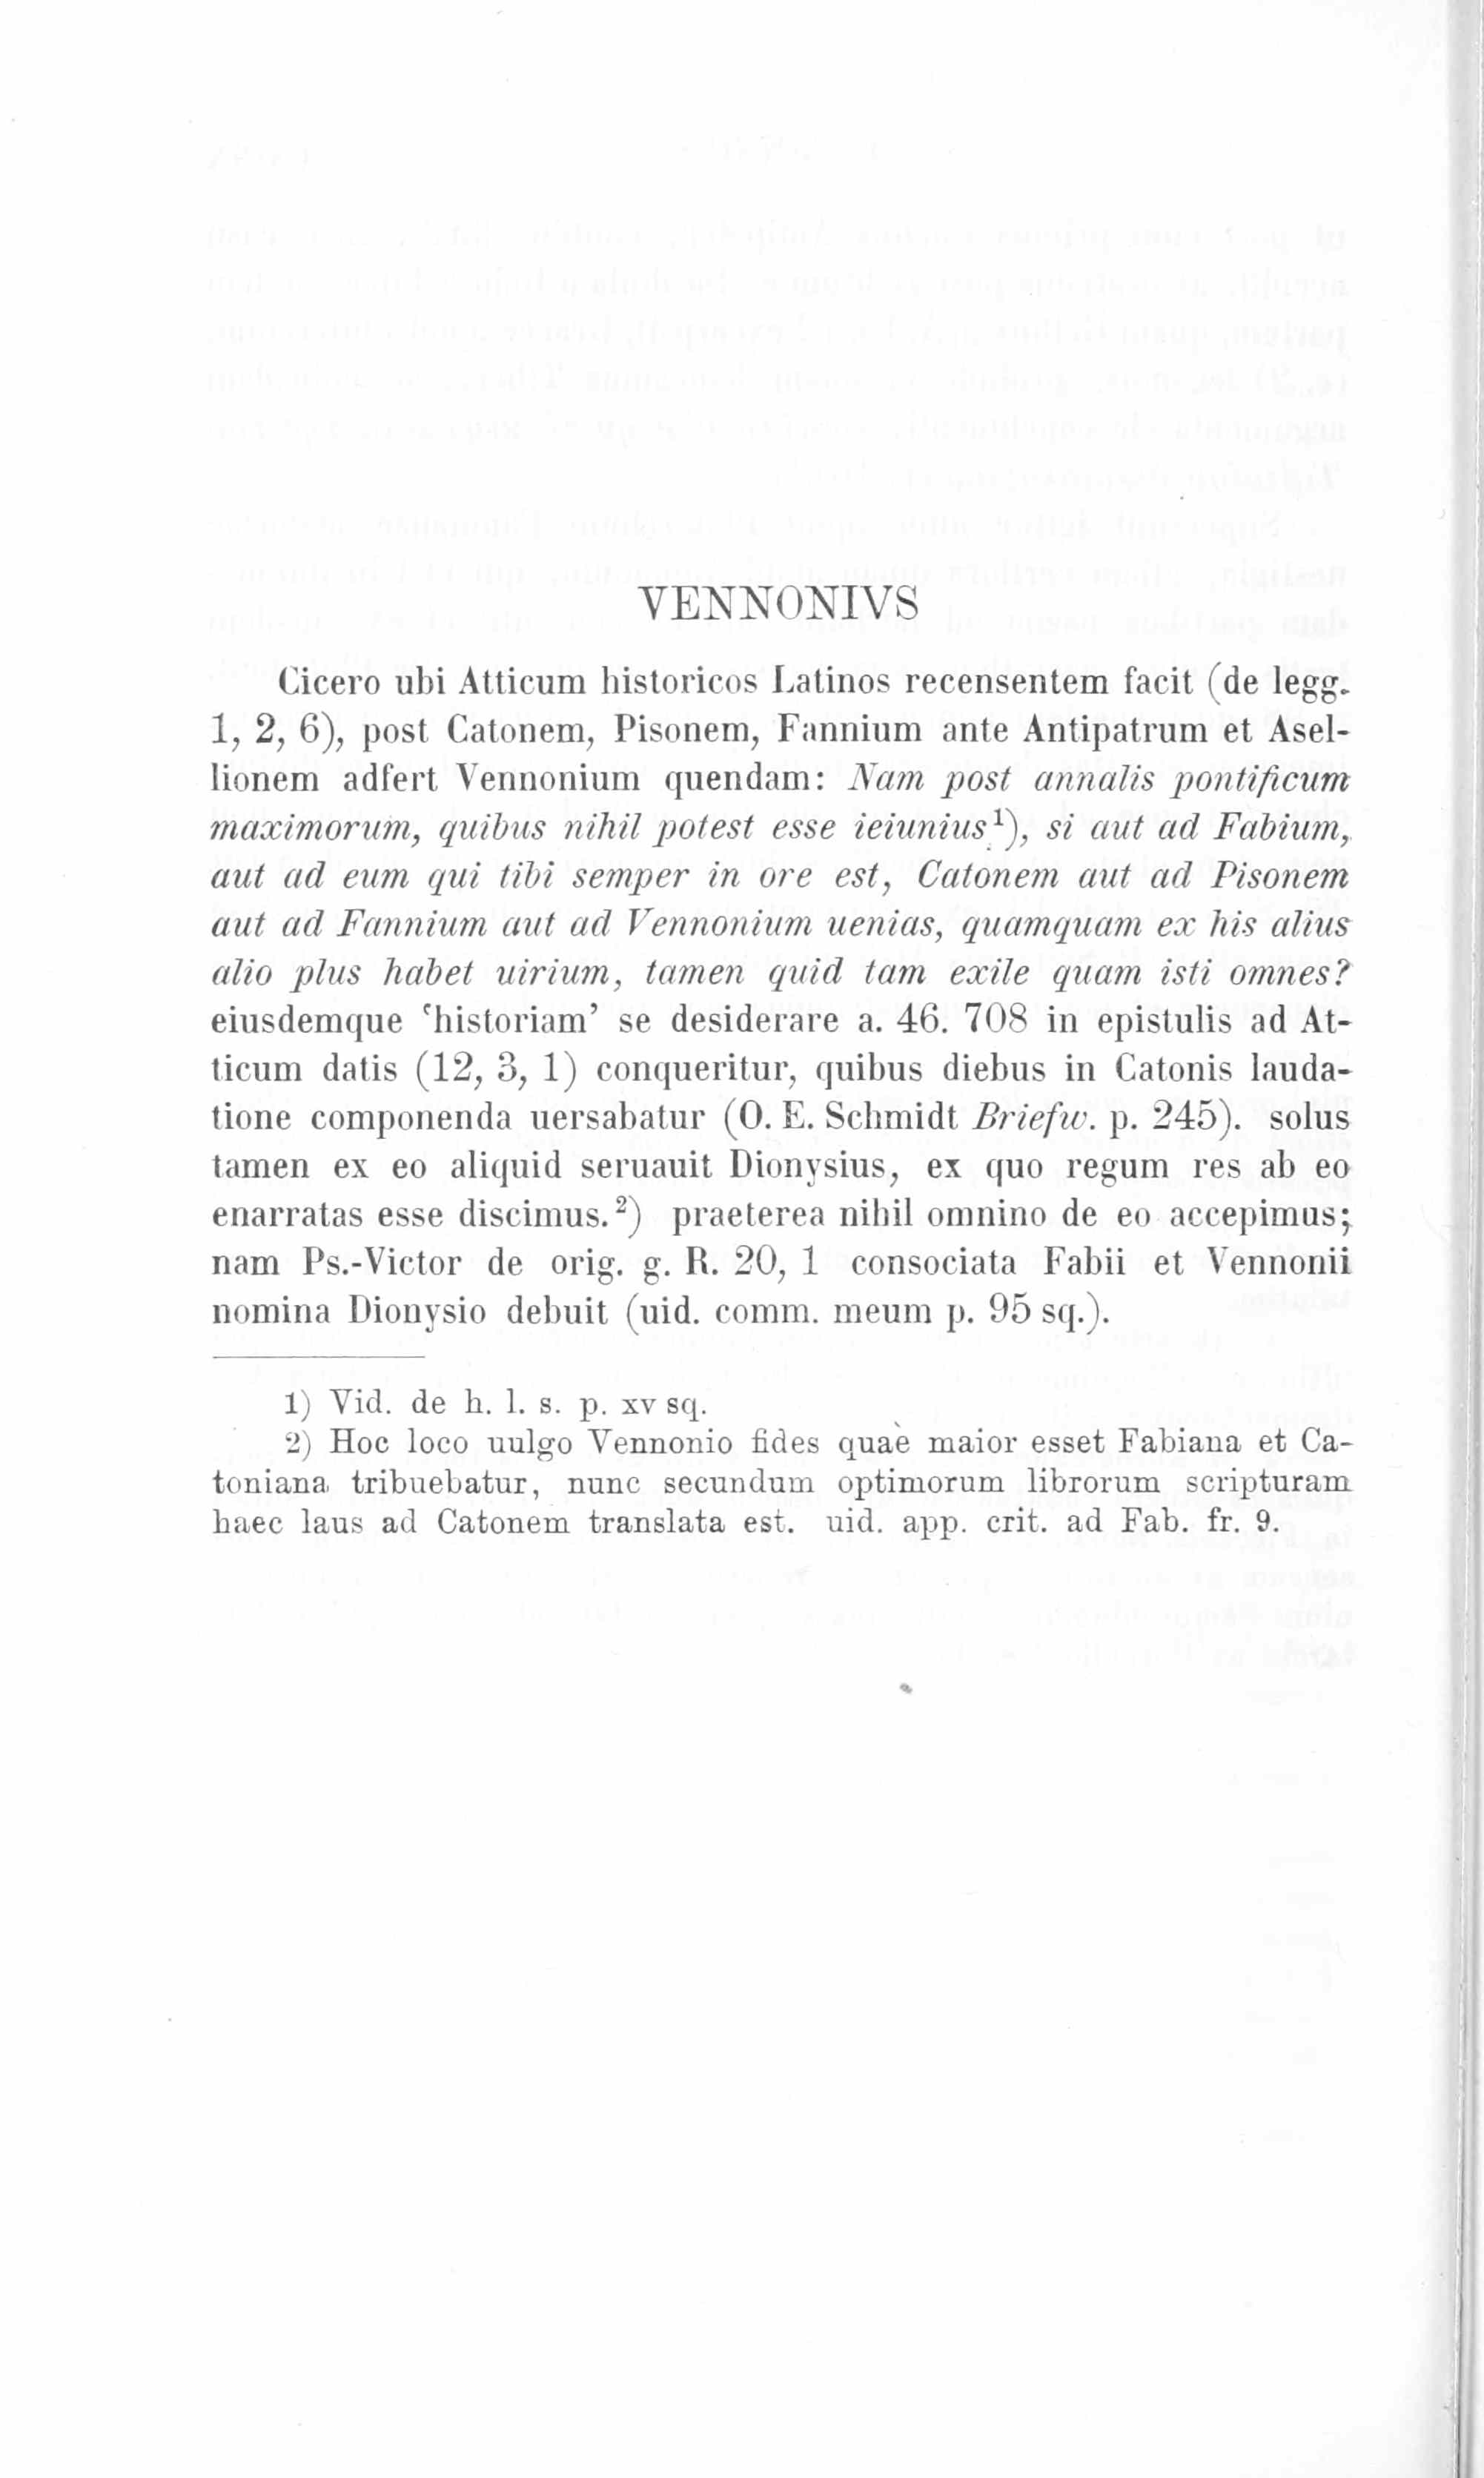 VENNONIVS
Cicero ubi Atticum historicos Latinos recensentem facit (de legg.
1, 2, 6), post Catonem, Pisonem, Fannium ante Antipatrum et Asel-
lionem adfert Vennonium quendam: Nam post annalis pontificum
maximorum, quibus nihil potest esse ieiunius¹), si aut ad Fabium,
aut ad eum qui tibi semper in ore est, Catonem aut ad Pisonem
aut ad Fannium aut ad Vennonium uenias, quamquam ex his alius
alio plus habet uirium, tamen quid tam exile quam isti omnes?
eiusdemque ‘historiam’ se desiderare a. 46. 708 in epistulis ad At-
ticum datis (12, 3, 1) conqueritur, quibus diebus in Catonis lauda-
tione componenda uersabatur (O. E. Schmidt Briefw. p. 245). solus
tamen ex eo aliquid seruauit Dionysius, ex quo regum res ab eo
enarratas esse discimus.²) praeterea nihil omnino de eo accepimus;
nam Ps.-Victor de orig. g. R. 20, 1 consociata Fabii et Vennonii
nomina Dionysio debuit (uid. comm. meum p. 95 sq.).
1) Vid. de h. l. s. p. xv sq.
2) Hoc loco uulgo Vennonio fides quae maior esset Fabiana et Ca-
toniana tribuebatur, nunc secundum optimorum librorum scripturam
haec laus ad Catonem translata est. uid. app. crit. ad Fab. fr. 9.